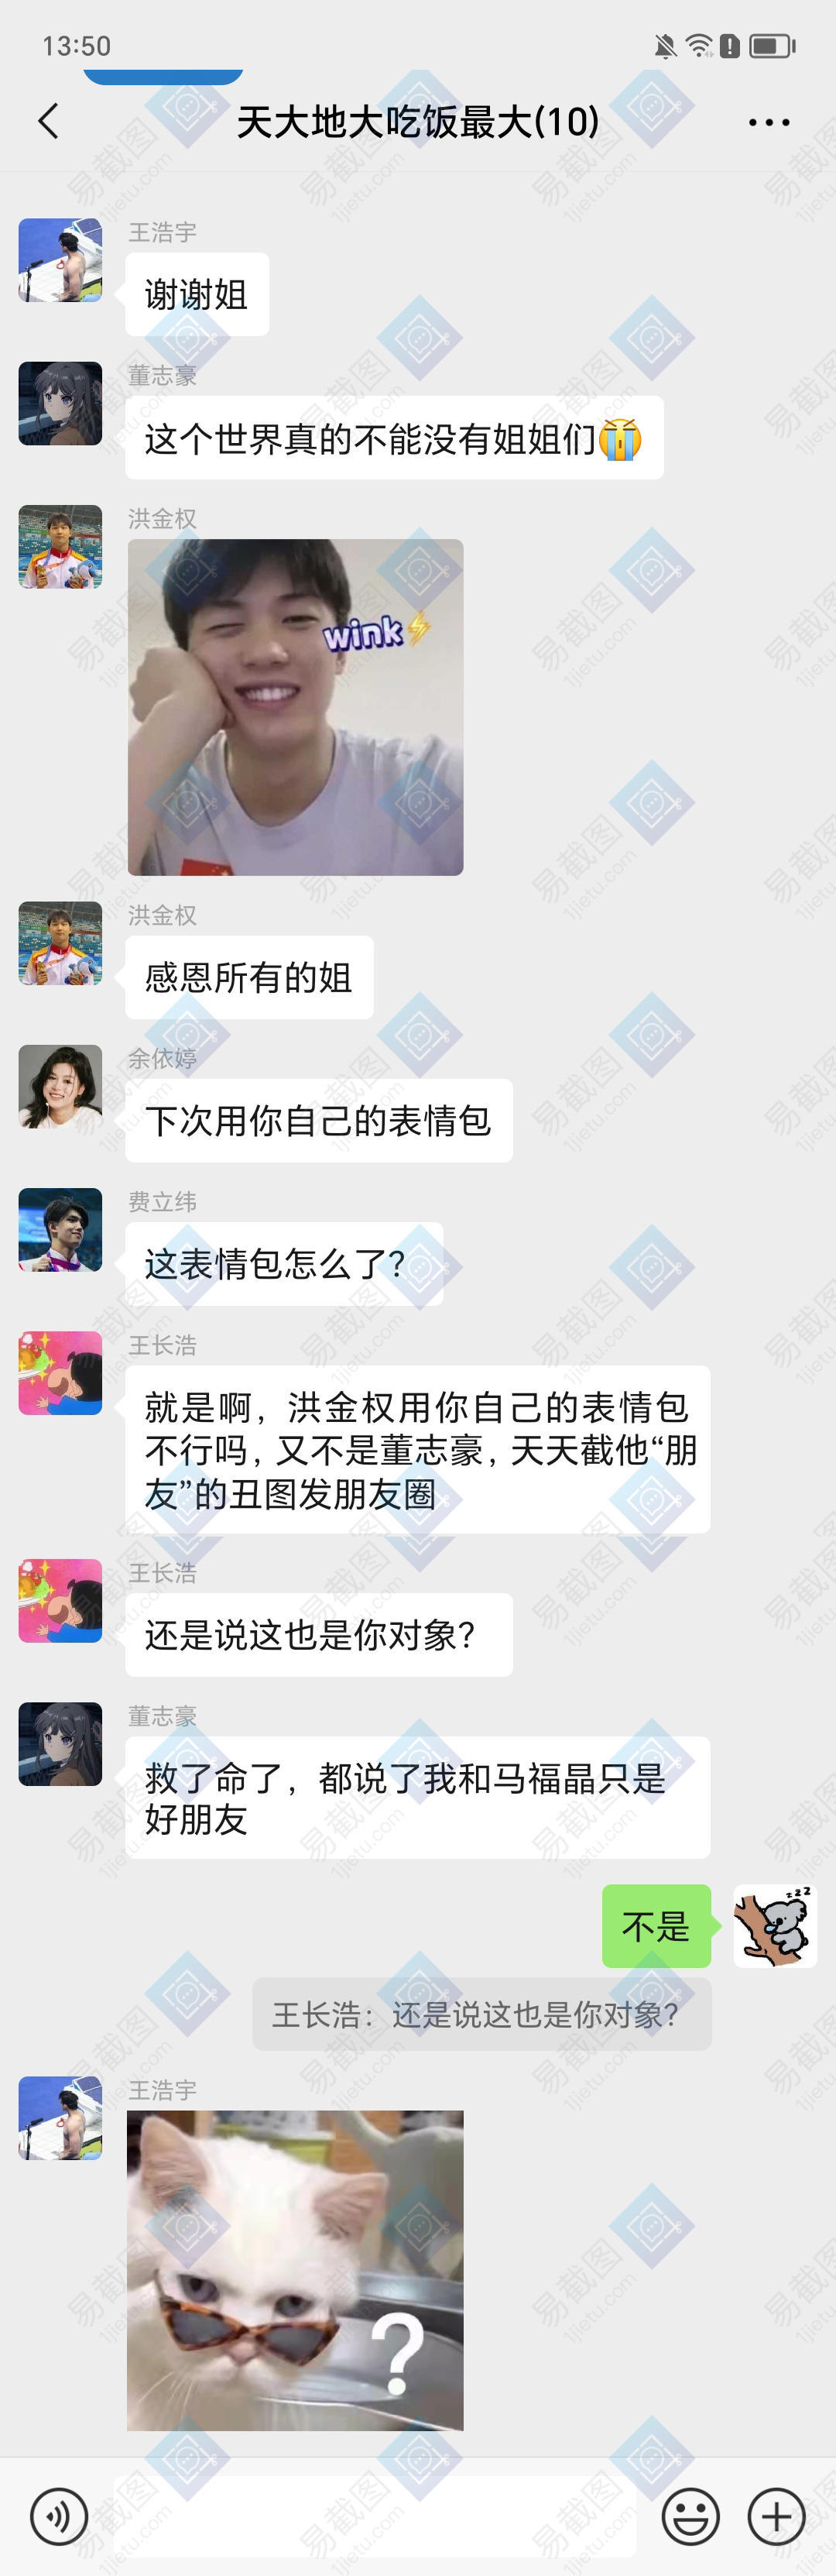 13:50
天大地大吃饭最大(10)
王浩宇
谢谢姐
董志豪
这个世界真的不能没有姐姐们😭
洪金权
wink⚡
洪金权
感恩所有的姐
余依婷
下次用你自己的表情包
费立纬
这表情包怎么了?
王长浩
就是啊，洪金权用你自己的表情包
不行吗，又不是董志豪，天天截他“朋
友”的丑图发朋友圈
王长浩
还是说这也是你对象?
董志豪
救了命了，都说了我和马福晶只是
好朋友
不是
zzz
王长浩：还是说这也是你对象?
王浩宇
?
易截图
1jietu.com